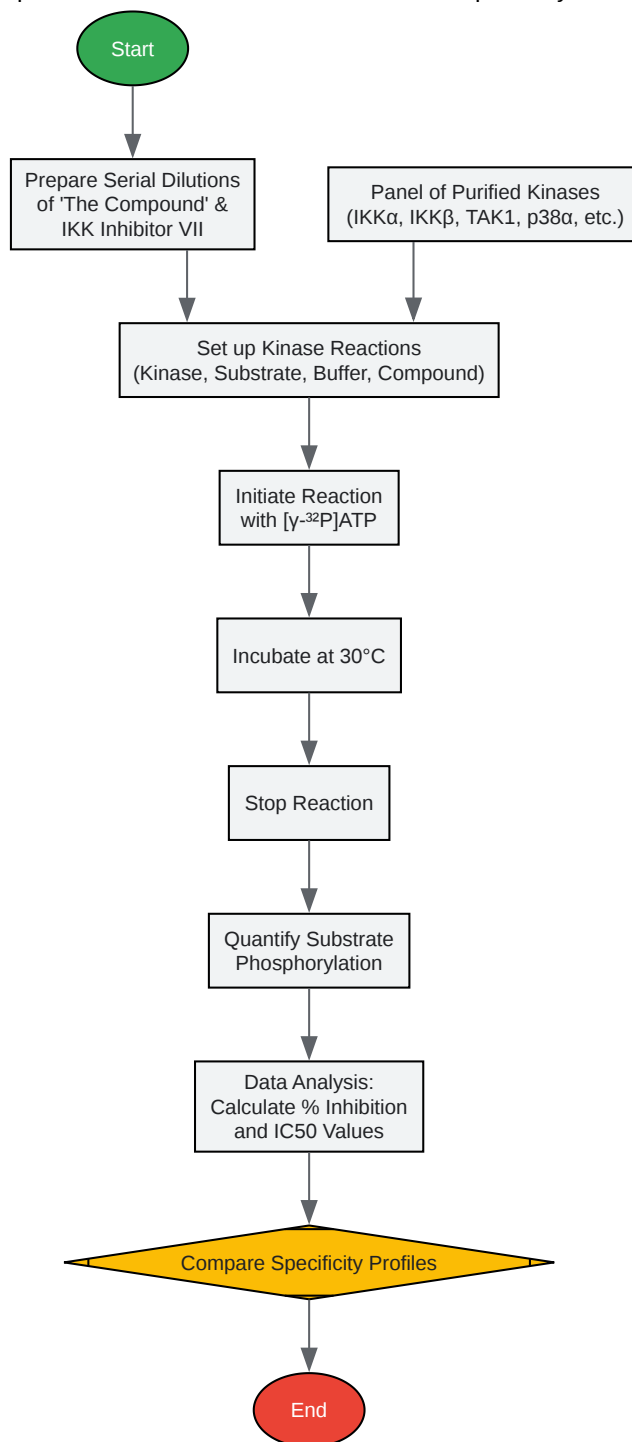 Start
Prepare Serial Dilutions
of 'The Compound' &
IKK Inhibitor VII
Panel of Purified Kinases
(IKKα, IKKβ, TAK1, p38α, etc.)
Set up Kinase Reactions
(Kinase, Substrate, Buffer, Compound)
Initiate Reaction
with [γ-³²P]ATP
Incubate at 30°C
Stop Reaction
Quantify Substrate
Phosphorylation
Data Analysis:
Calculate % Inhibition
and IC50 Values
Compare Specificity Profiles
End